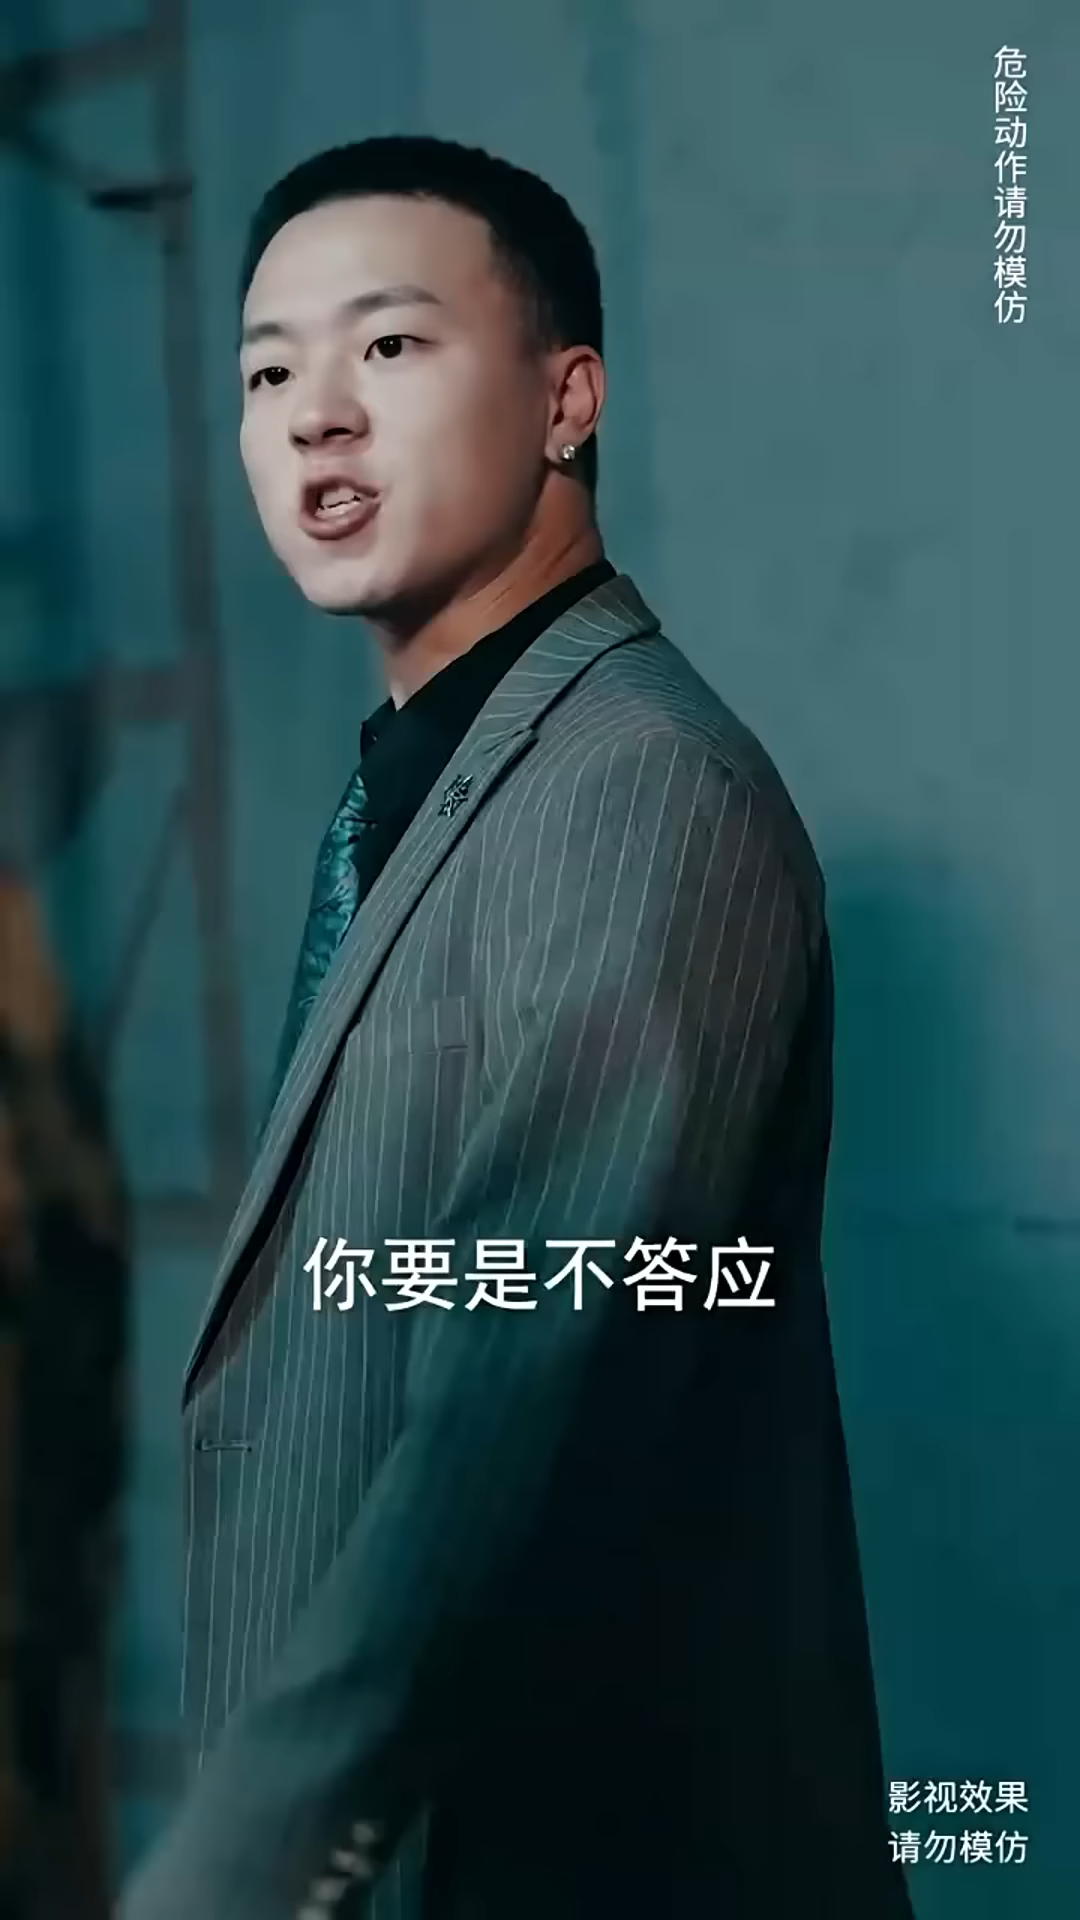 危险动作请勿模仿
你要是不答应
影视效果
请勿模仿